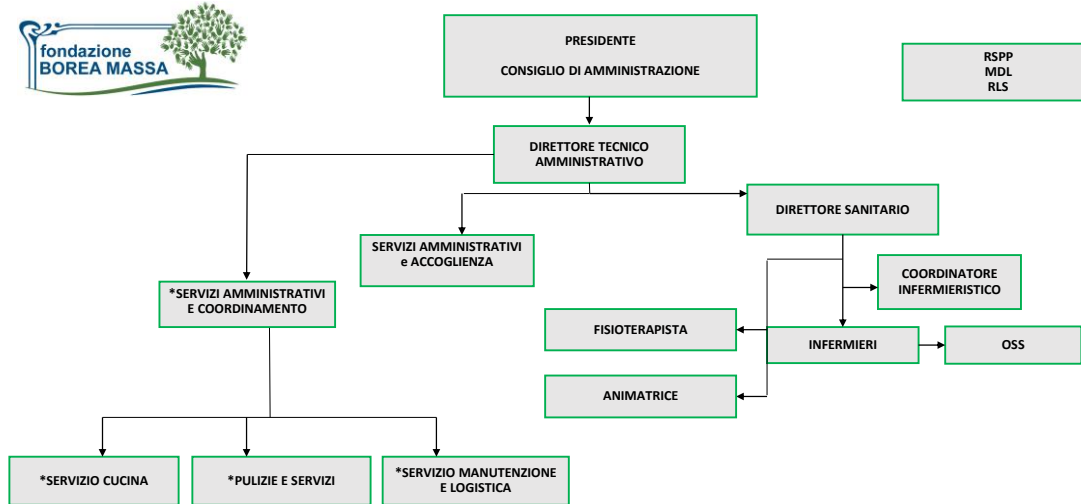 fondazione
BOREA MASSA
PRESIDENTE
CONSIGLIO DI AMMINISTRAZIONE
RSPP
MDL
RLS
DIRETTORE TECNICO
AMMINISTRATIVO
DIRETTORE SANITARIO
SERVIZI AMMINISTRATIVI
e ACCOGLIENZA
COORDINATORE
INFERMIERISTICO
*SERVIZI AMMINISTRATIVI
E COORDINAMENTO
FISIOTERAPISTA
INFERMIERI
OSS
ANIMATRICE
*SERVIZIO CUCINA
*PULIZIE E SERVIZI
*SERVIZIO MANUTENZIONE
E LOGISTICA